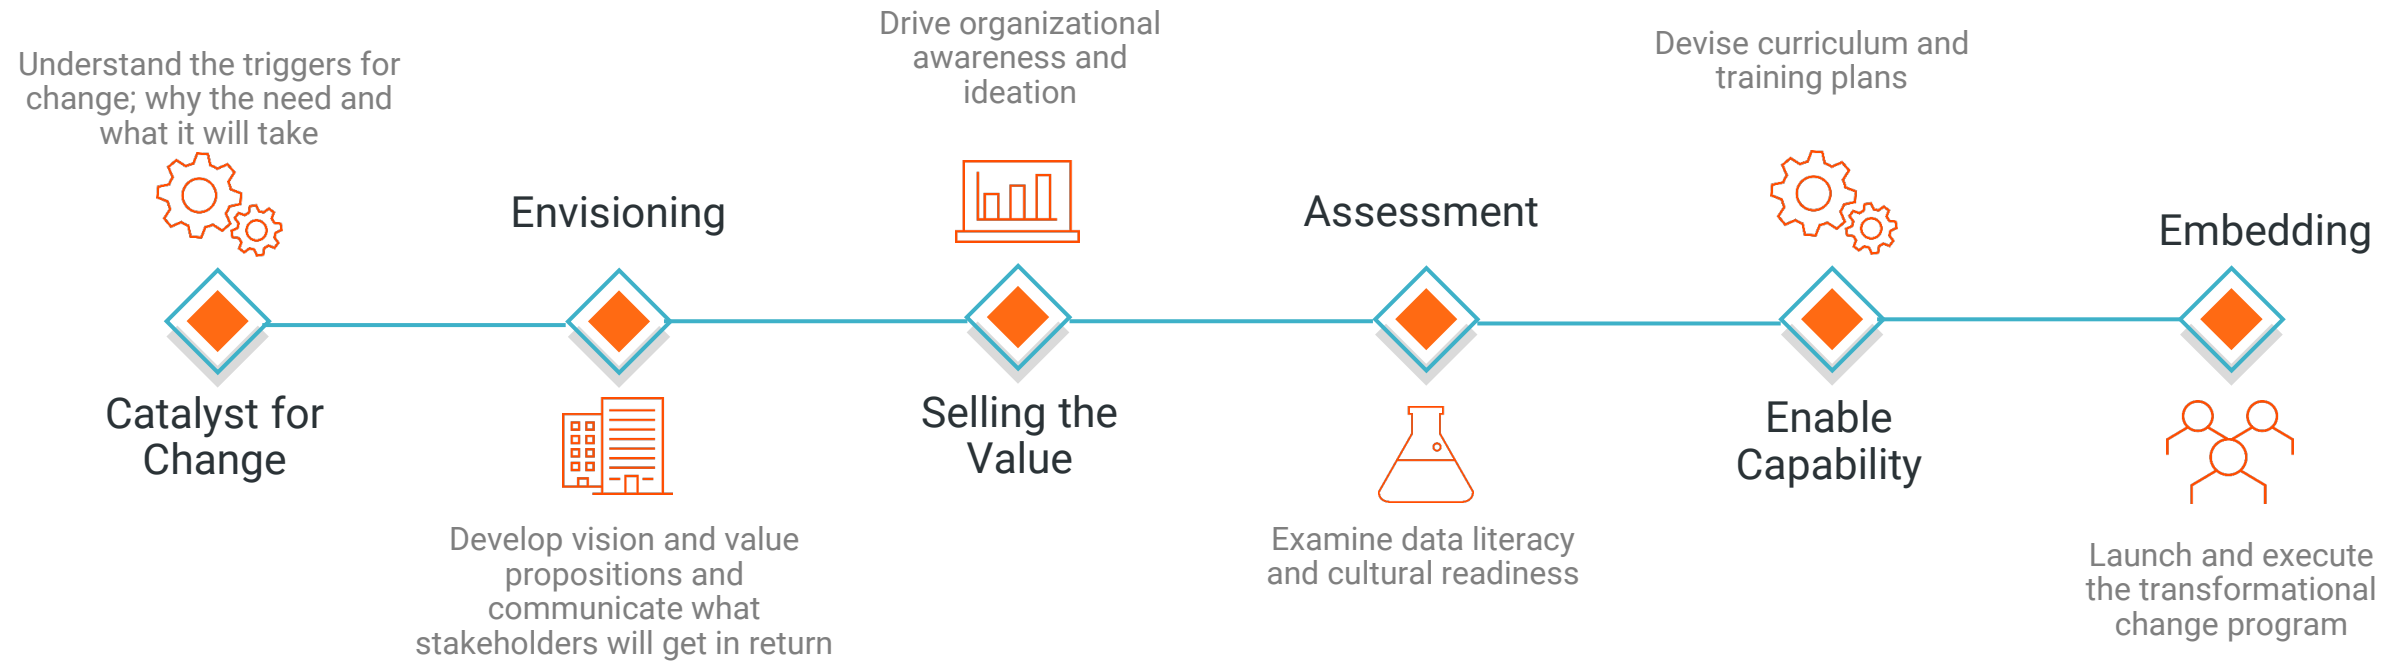 Understand the triggers for
change; why the need and
what it will take
Catalyst for
Change
Envisioning
Develop vision and value
propositions and
communicate what
stakeholders will get in return
Drive organizational
awareness and
ideation
Selling the
Value
Assessment
Examine data literacy
and cultural readiness
Devise curriculum and
training plans
Enable
Capability
Embedding
Launch and execute
the transformational
change program